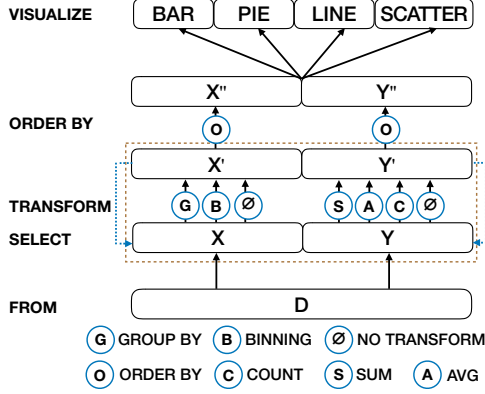 VISUALIZE BAR PIE LINE SCATTER
X" Y"
ORDER BY O O
X' Y'
TRANSFORM G B Ø S A C Ø
SELECT X Y
FROM D
G GROUP BY B BINNING Ø NO TRANSFORM
O ORDER BY C COUNT S SUM A AVG